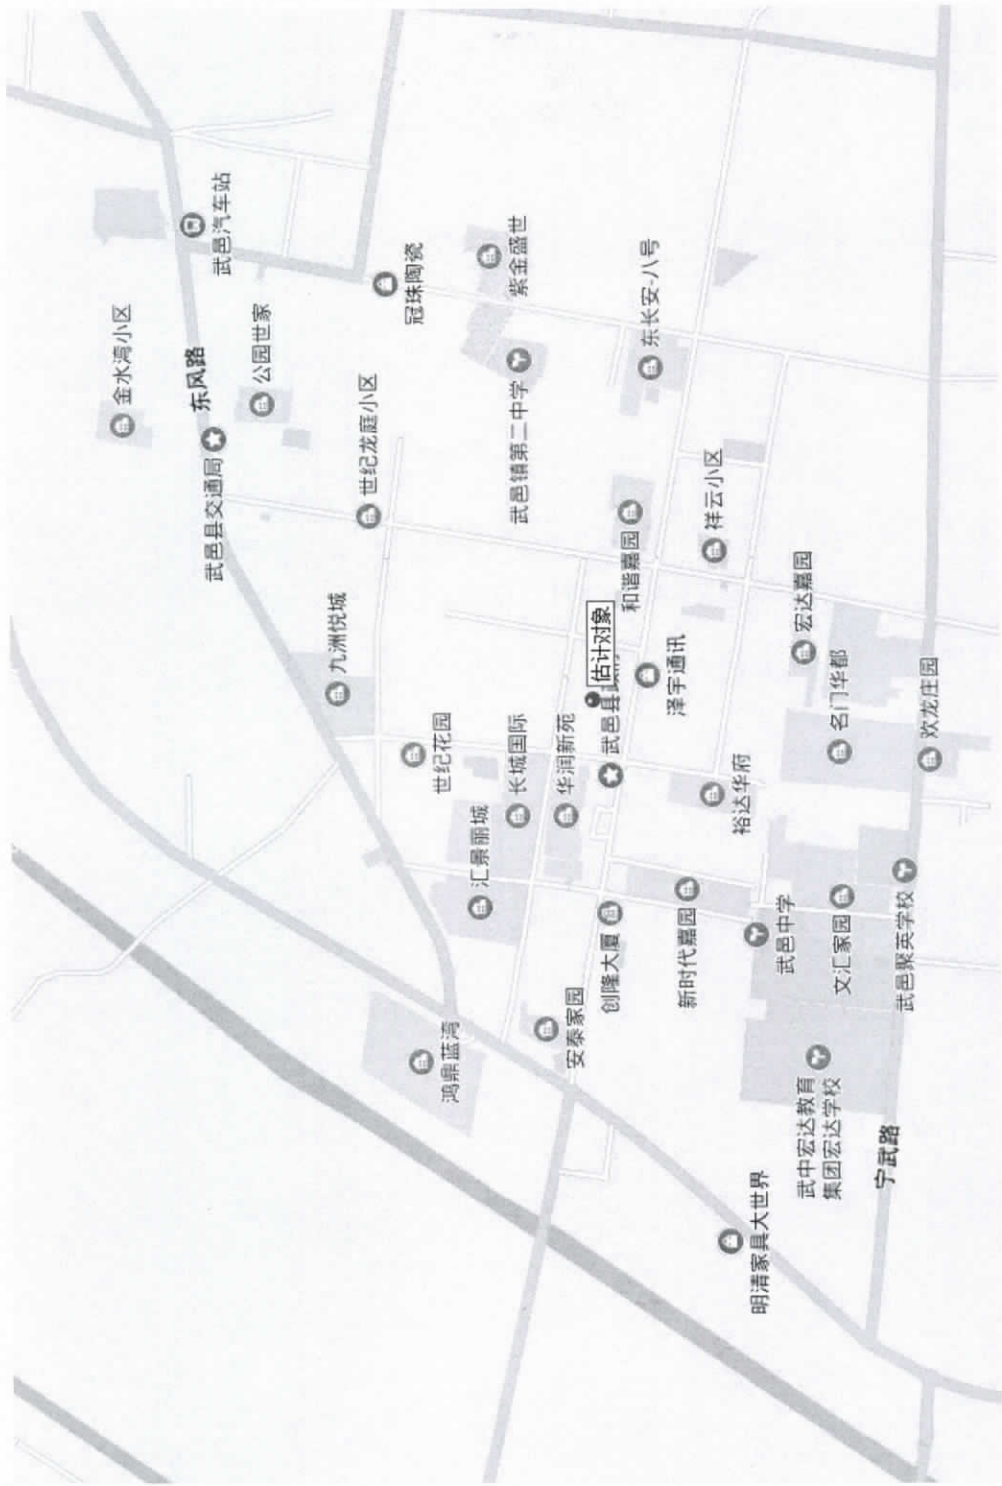 金水湾小区
东风路
武邑汽车站
武邑县交通局
公园世家
九洲悦城
世纪龙庭小区
冠珠陶瓷
世纪花园
鸿鼎蓝湾
汇景丽城
长城国际
武邑镇第二中学
紫金盛世
安泰家园
华润新苑
估计对象
创隆大厦
武邑县
和谐嘉园
东长安-八号
新时代嘉园
泽宇通讯
祥云小区
裕达华府
明清家具大世界
武邑中学
宏达嘉园
武中宏达教育
集团宏达学校
文汇家园
名门华都
宁武路
武邑聚英学校
欢龙庄园